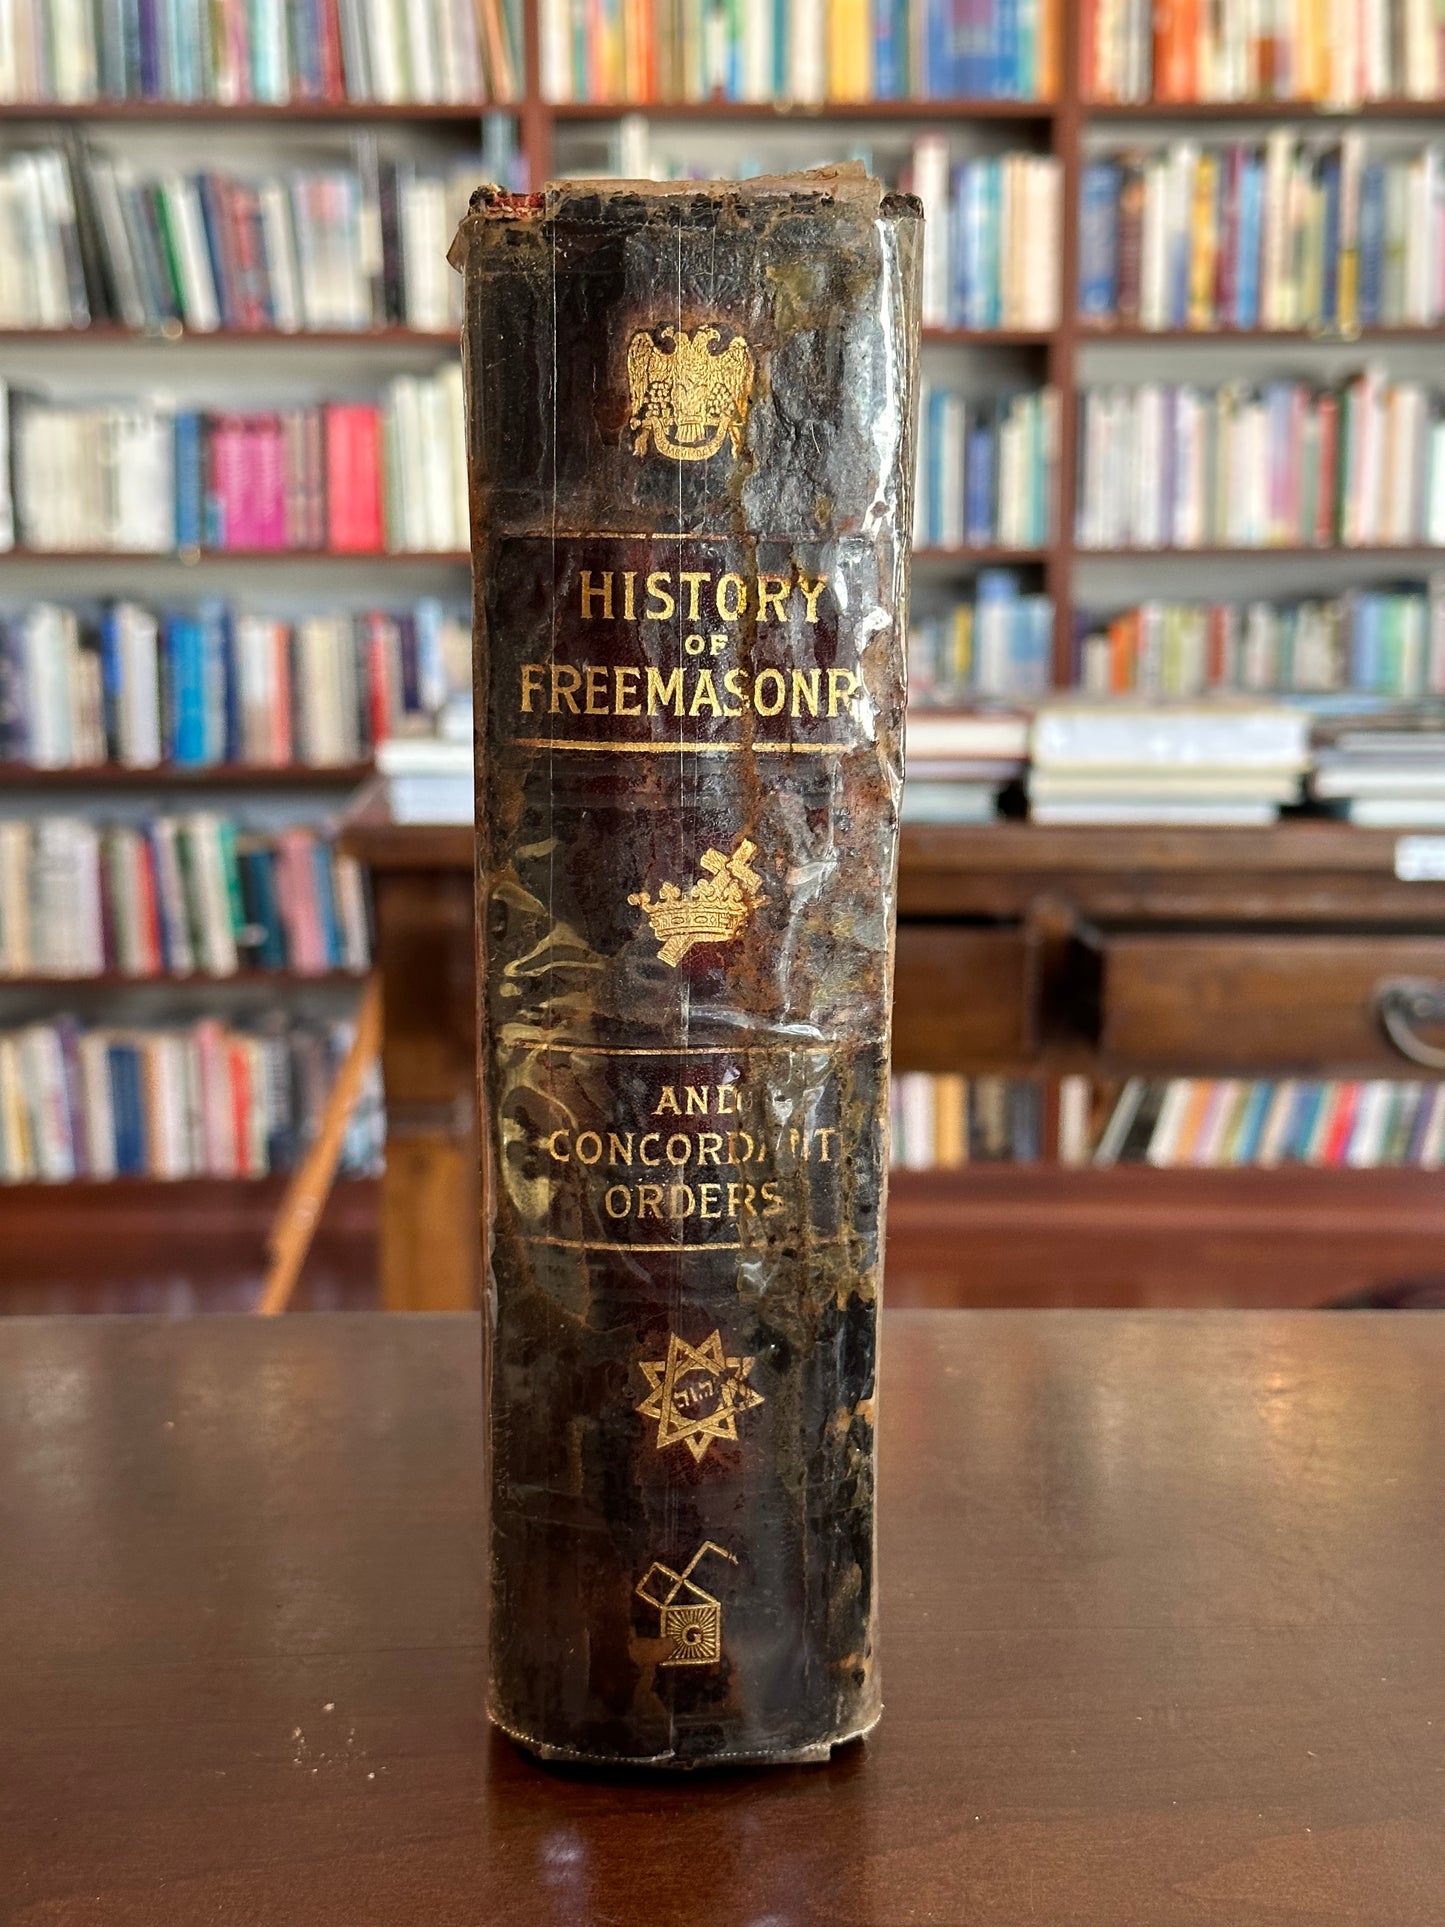 HISTORY
OF
FREEMASONR
AND
CONCORDANT
ORDERS
G